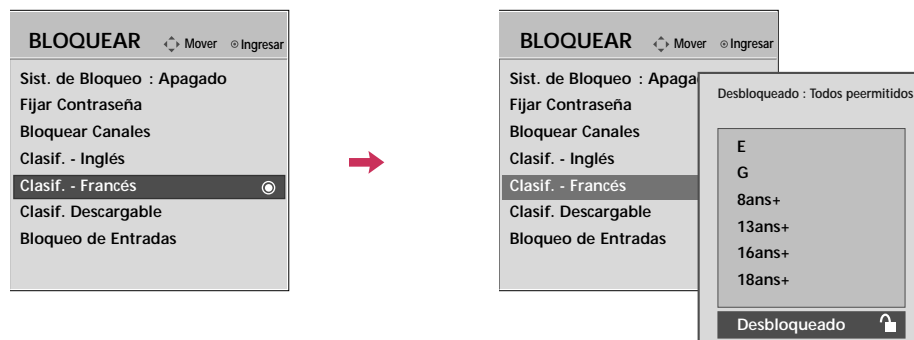 BLOQUEAR Mover Ingresar
Sist. de Bloqueo : Apagado
Fijar Contraseña
Bloquear Canales
Clasif. - Inglés
Clasif. - Francés
Clasif. Descargable
Bloqueo de Entradas
BLOQUEAR Mover Ingresar
Sist. de Bloqueo : Apaga
Fijar Contraseña
Bloquear Canales
Clasif. - Inglés
Clasif. - Francés
Clasif. Descargable
Bloqueo de Entradas
Desbloqueado : Todos peermitidos
E
G
8ans+
13ans+
16ans+
18ans+
Desbloqueado